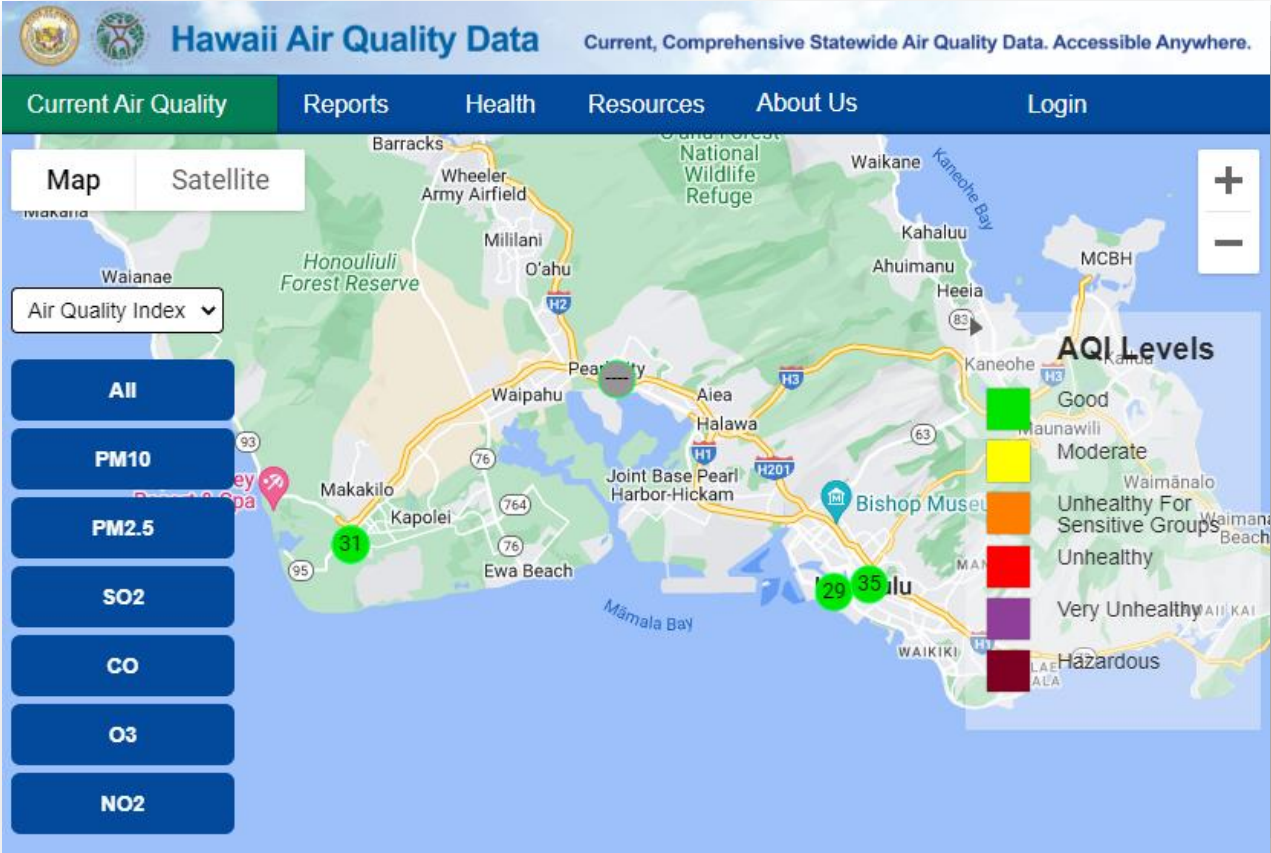 Hawaii Air Quality Data
Current, Comprehensive Statewide Air Quality Data. Accessible Anywhere.
Current Air Quality
Reports
Health
Resources
About Us
Login
Map
Satellite
+
−
Barracks
Wheeler
Army Airfield
National
Wildlife
Refuge
Waikane
Kaneohe Bay
Makaha
Mililani
Kahaluu
Honouliuli
Forest Reserve
O'ahu
Ahuimanu
MCBH
Waianae
Heeia
Air Quality Index
H2
83
AQI Levels
Kaneohe
H3
H3
All
Waipahu
Aiea
Good
Halawa
93
63
Maunawili
Moderate
PM10
76
H1
H201
Joint Base Pearl
Harbor-Hickam
Waimānalo
Makakilo
764
Bishop
Unhealthy For
Sensitive Groups
Beach
PM2.5
Kapolei
31
76
Unhealthy
95
Ewa Beach
29
35
SO2
Māmala Bay
Very Unhealthy
CO
WAIKIKI
H1
Hazardous
O3
NO2